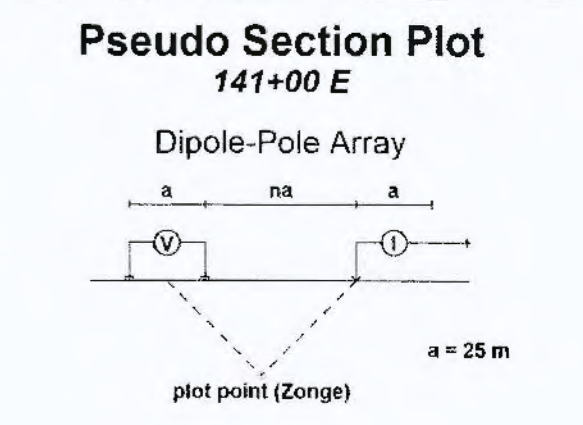 Pseudo Section Plot
141+00 E
Dipole-Pole Array
a na a
V I
a = 25 m
plot point (Zonge)